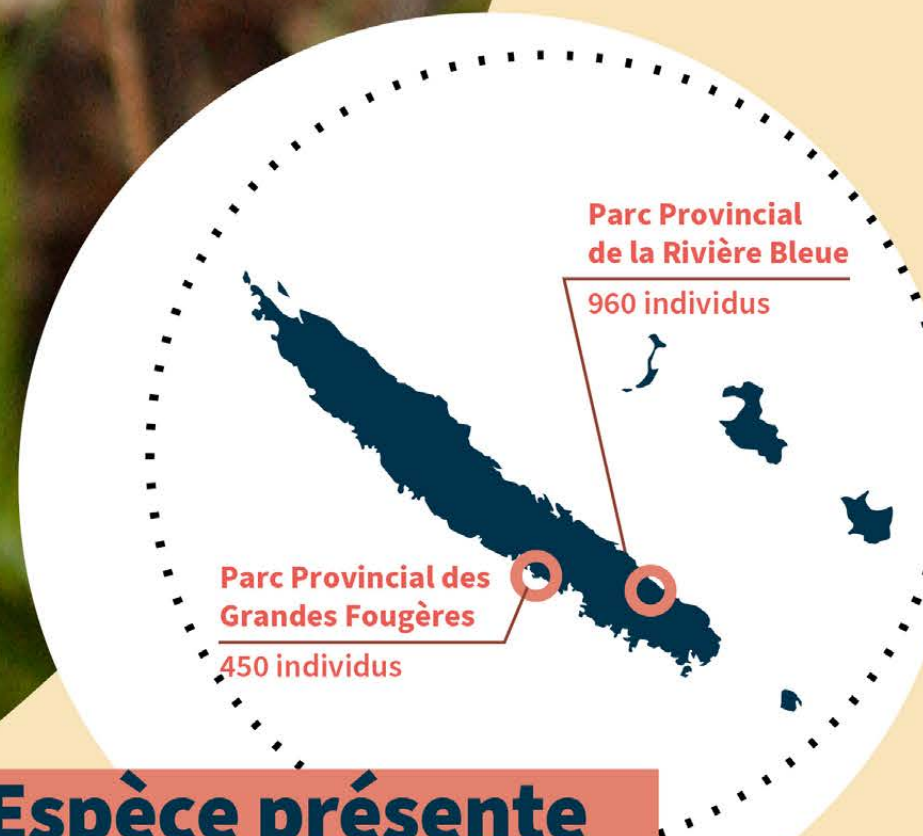 Parc Provincial
de la Rivière Bleue
960 individus
Parc Provincial des
Grandes Fougères
450 individus
Espèce présente